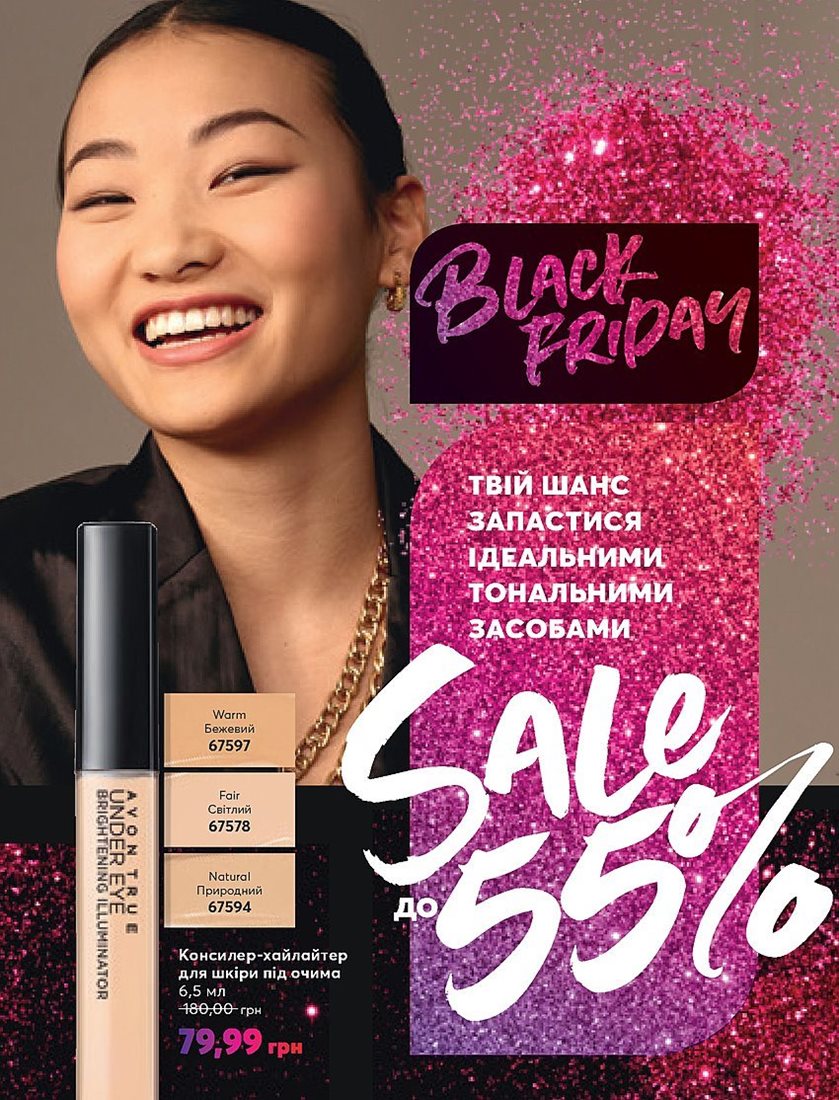 BLACK
FRIDAY
ТВІЙ ШАНС
ЗАПАСТИСЯ
ІДЕАЛЬНИМИ
ТОНАЛЬНИМИ
ЗАСОБАМИ
SALE
ДО 55%
Warm
Бежевий
67597
Fair
Світлий
67578
Natural
Природний
67594
AVON TRUE
UNDER EYE
BRIGHTENING ILLUMINATOR
Консилер-хайлайтер
для шкіри під очима
6,5 мл
180,00 грн
79,99 грн